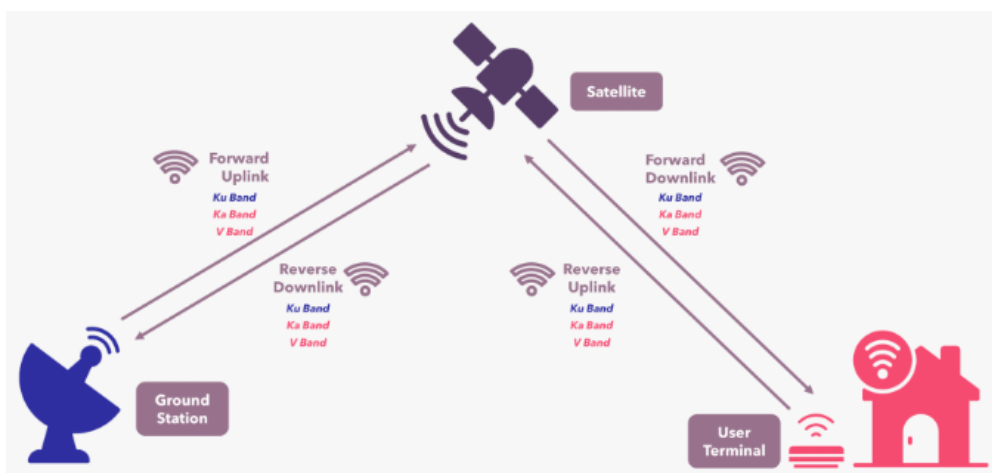 Satellite
Forward
Uplink
Ku Band
Ka Band
V Band
Forward
Downlink
Ku Band
Ka Band
V Band
Reverse
Downlink
Ku Band
Ka Band
V Band
Reverse
Uplink
Ku Band
Ka Band
V Band
Ground
Station
User
Terminal